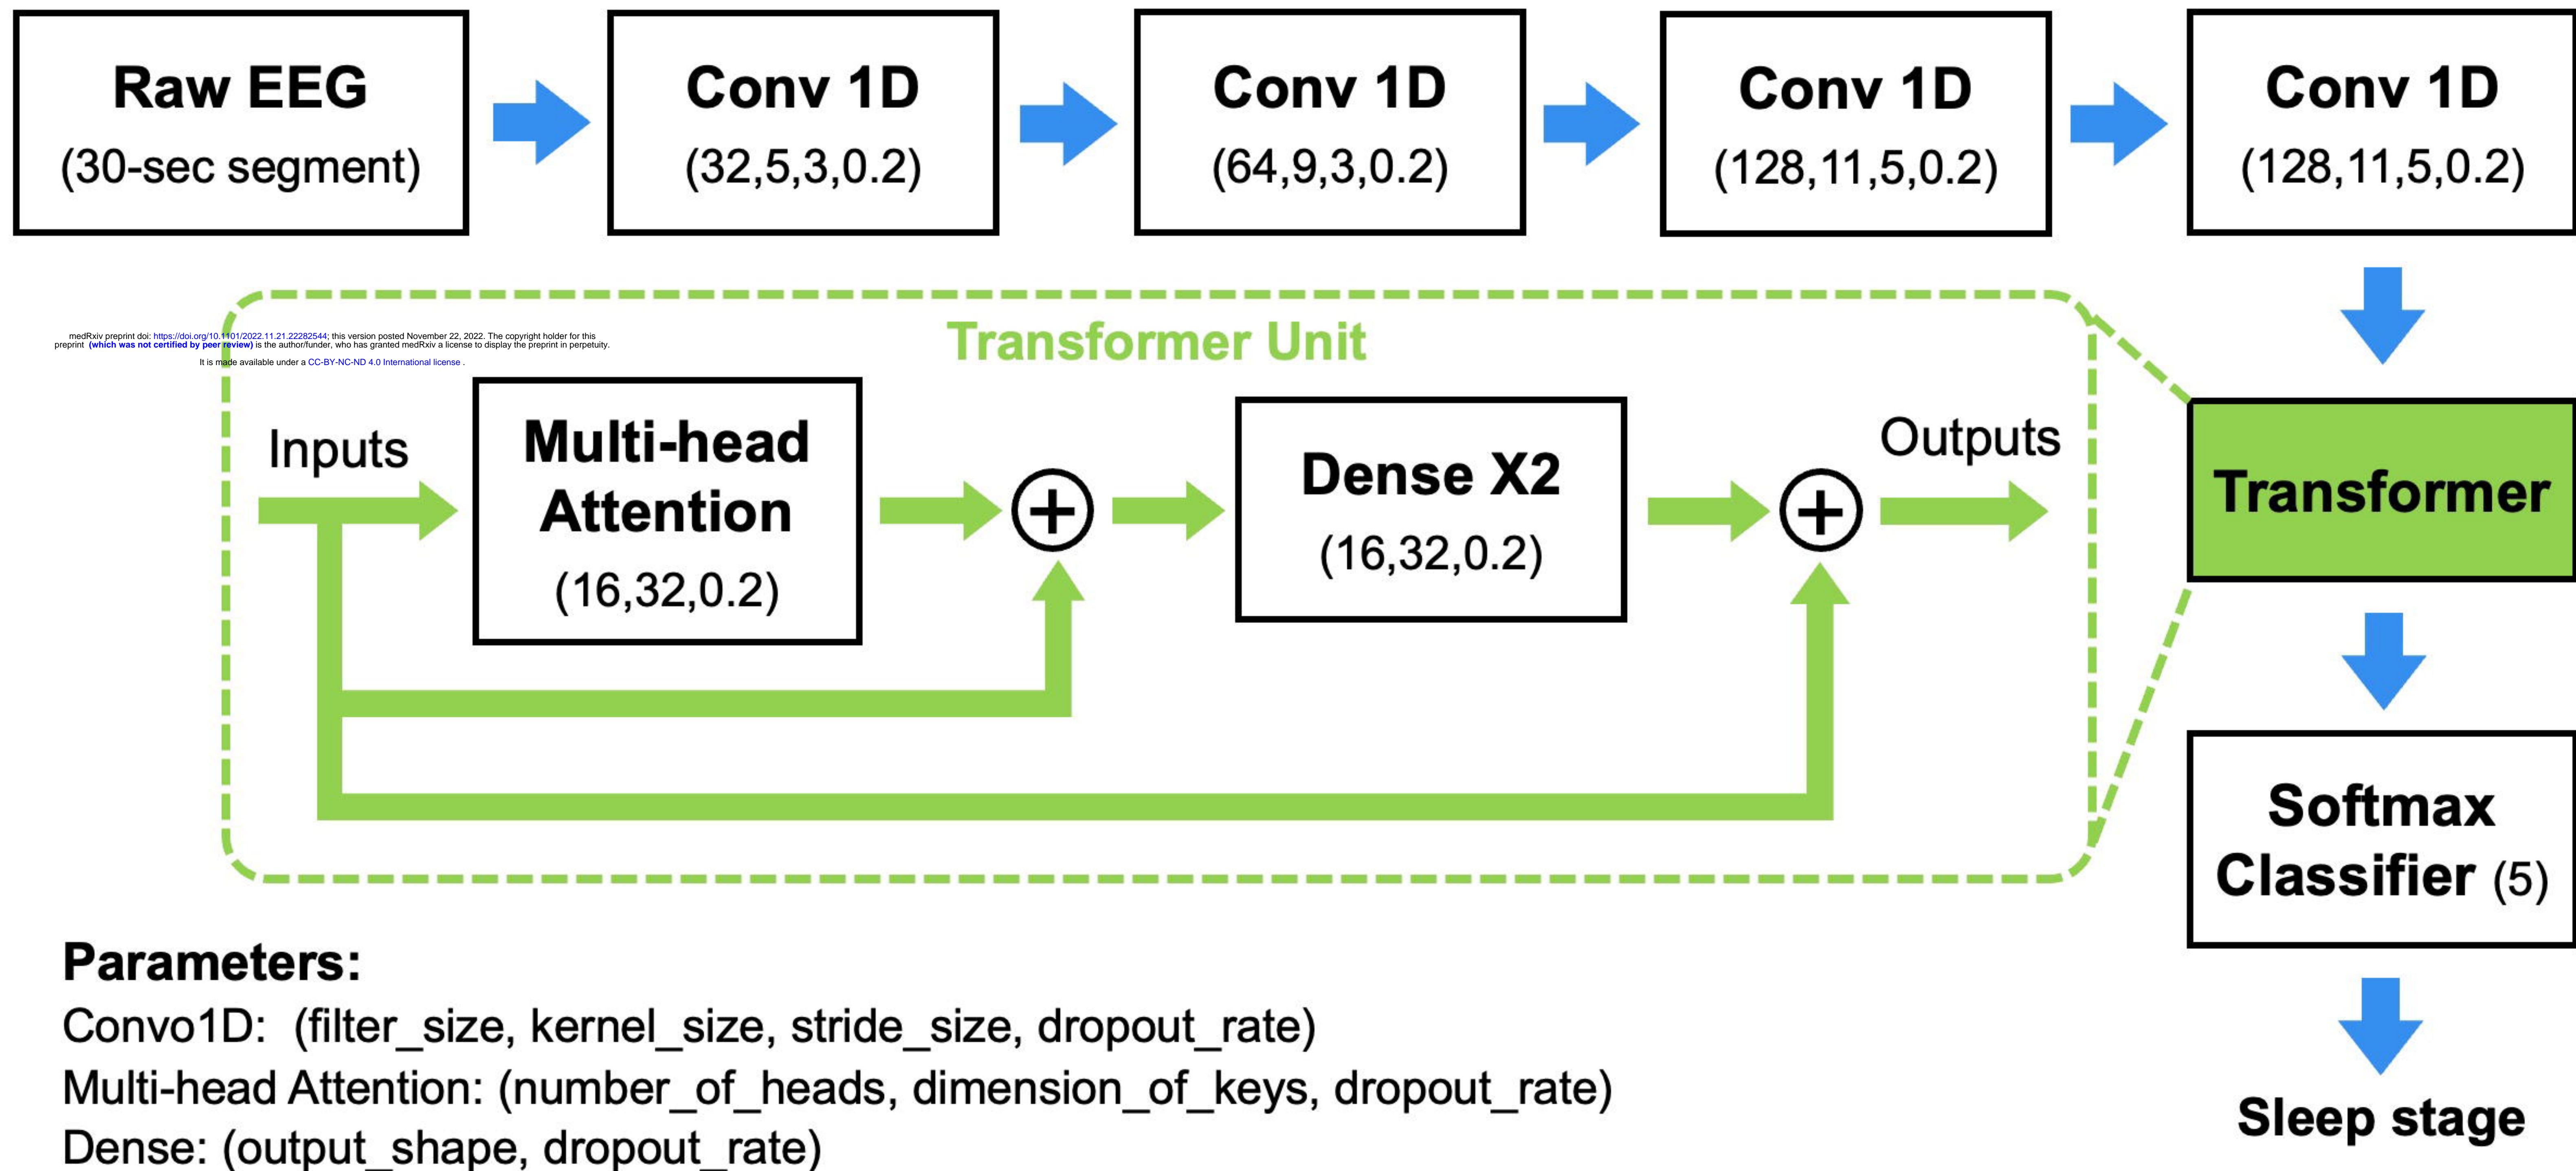 Raw EEG
(30-sec segment)
Conv 1D
(32,5,3,0.2)
Conv 1D
(64,9,3,0.2)
Conv 1D
(128,11,5,0.2)
Conv 1D
(128,11,5,0.2)
medRxiv preprint doi: https://doi.org/10.1101/2022.11.21.22282544; this version posted November 22, 2022. The copyright holder for this
preprint (which was not certified by peer review) is the author/funder, who has granted medRxiv a license to display the preprint in perpetuity.
It is made available under a CC-BY-NC-ND 4.0 International license .
Transformer Unit
Inputs
Multi-head
Attention
(16,32,0.2)
+
Dense X2
(16,32,0.2)
+
Outputs
Transformer
Softmax
Classifier (5)
Sleep stage
Parameters:
Convo1D: (filter_size, kernel_size, stride_size, dropout_rate)
Multi-head Attention: (number_of_heads, dimension_of_keys, dropout_rate)
Dense: (output_shape, dropout_rate)